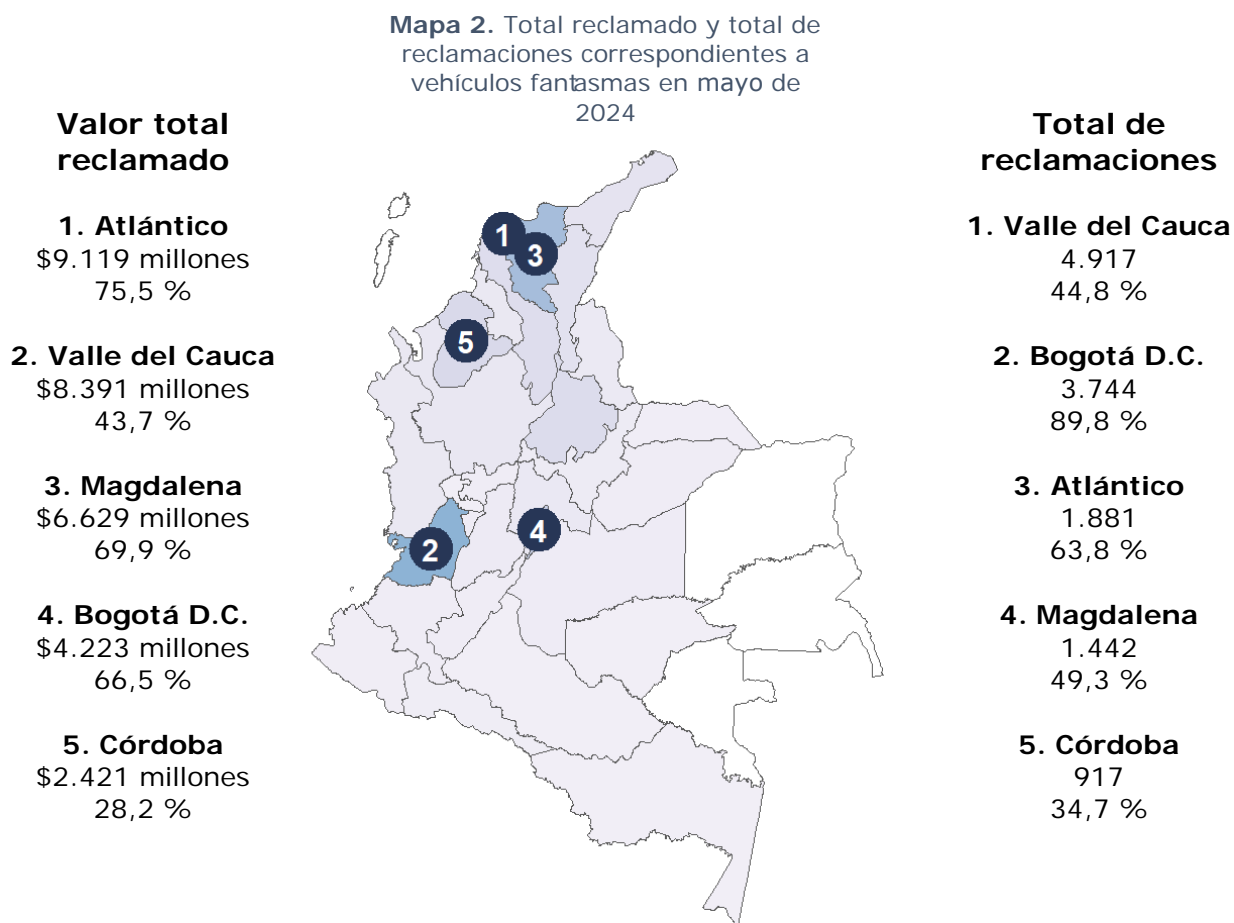 Mapa 2. Total reclamado y total de
reclamaciones correspondientes a
vehículos fantasmas en mayo de
2024
Valor total
reclamado
1. Atlántico
$9.119 millones
75,5 %
2. Valle del Cauca
$8.391 millones
43,7 %
3. Magdalena
$6.629 millones
69,9 %
4. Bogotá D.C.
$4.223 millones
66,5 %
5. Córdoba
$2.421 millones
28,2 %
1
3
5
4
2
Total de
reclamaciones
1. Valle del Cauca
4.917
44,8 %
2. Bogotá D.C.
3.744
89,8 %
3. Atlántico
1.881
63,8 %
4. Magdalena
1.442
49,3 %
5. Córdoba
917
34,7 %